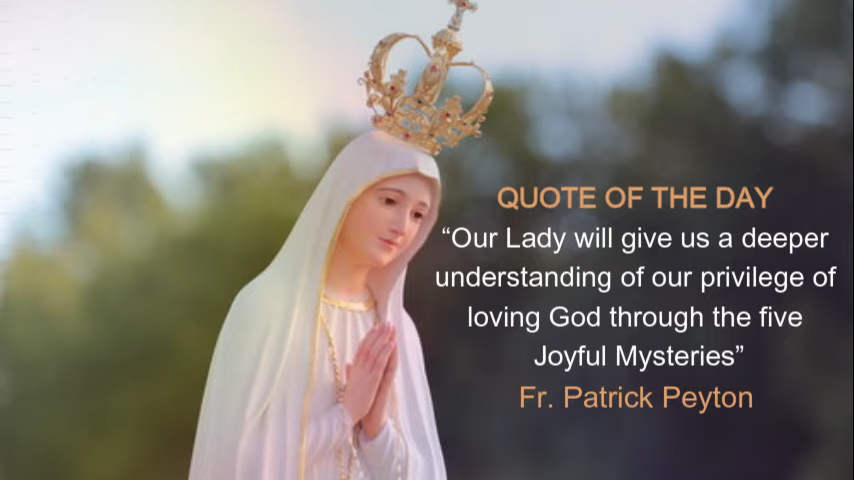 QUOTE OF THE DAY
“Our Lady will give us a deeper
understanding of our privilege of
loving God through the five
Joyful Mysteries”
Fr. Patrick Peyton